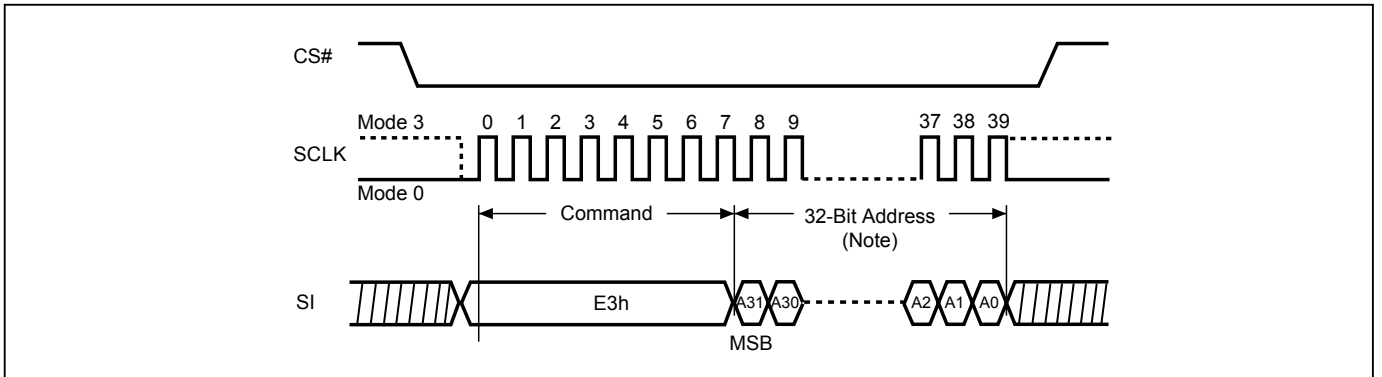 CS#
Mode 3
0 1 2 3 4 5 6 7 8 9 37 38 39
SCLK
Mode 0
Command
32-Bit Address
(Note)
SI
E3h
A31 A30 A2 A1 A0
MSB